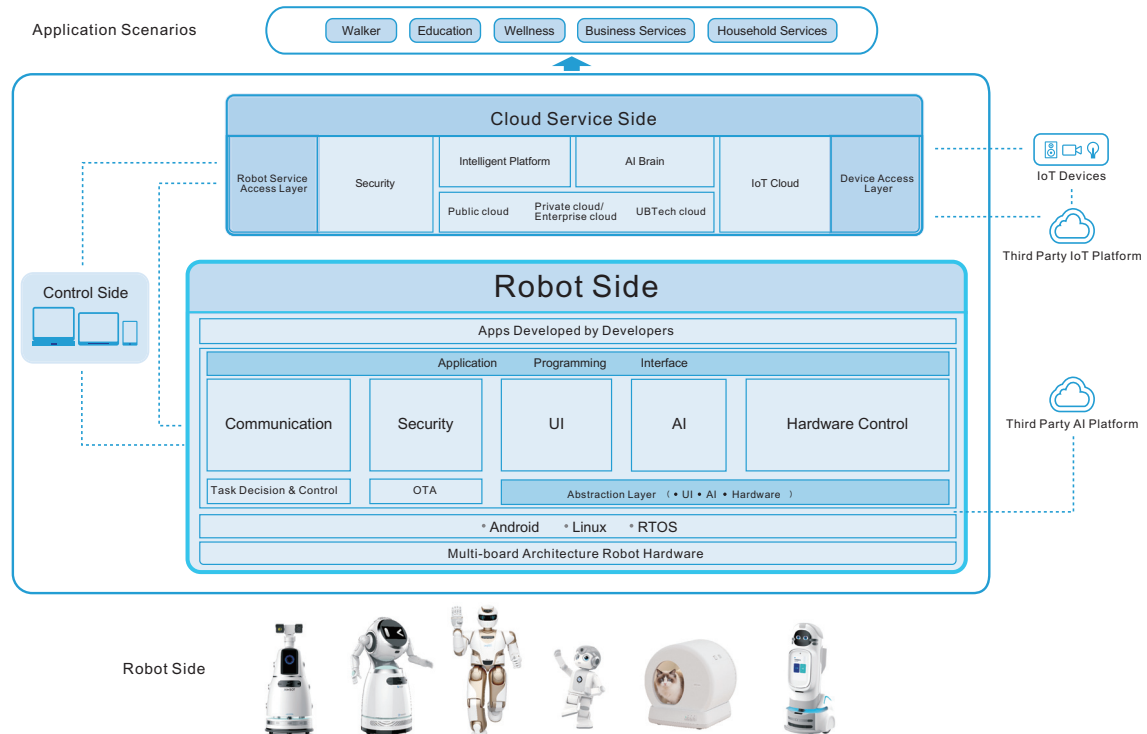 Application Scenarios
Walker
Education
Wellness
Business Services
Household Services
Cloud Service Side
Robot Service
Access Layer
Security
Intelligent Platform
AI Brain
Public cloud
Private cloud/
Enterprise cloud
UBTech cloud
IoT Cloud
Device Access
Layer
IoT Devices
Third Party IoT Platform
Control Side
Robot Side
Apps Developed by Developers
Application Programming Interface
Communication
Security
UI
AI
Hardware Control
Task Decision & Control
OTA
Abstraction Layer ( • UI • AI • Hardware )
• Android • Linux • RTOS
Multi-board Architecture Robot Hardware
Third Party AI Platform
Robot Side